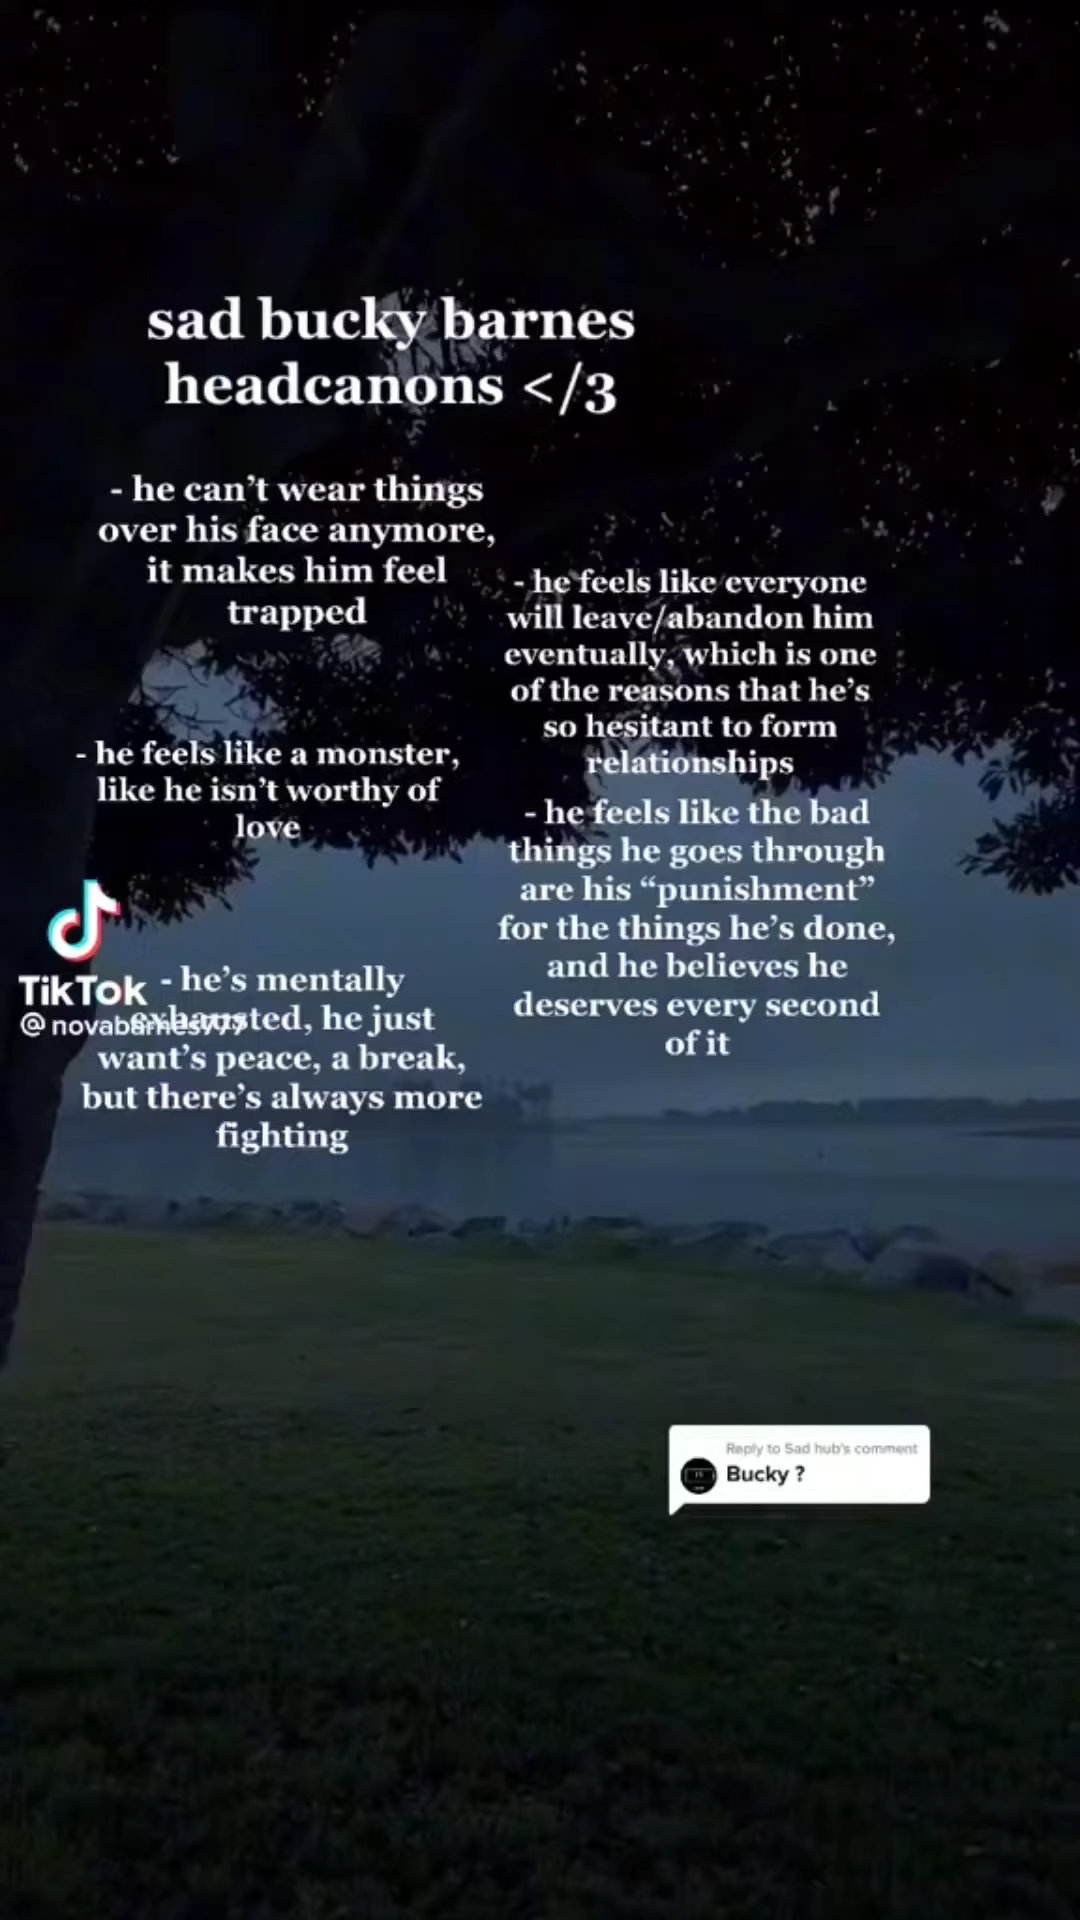 sad bucky barnes
headcanons </3
- he can't wear things
over his face anymore,
it makes him feel
trapped
- he feels like a monster,
like he isn't worthy of
love
- he's mentally
exhausted, he just
want's peace, a break,
but there's always more
fighting
- he feels like everyone
will leave/abandon him
eventually, which is one
of the reasons that he's
so hesitant to form
relationships
- he feels like the bad
things he goes through
are his “punishment”
for the things he's done,
and he believes he
deserves every second
of it
TikTok
@novabarnes777
Reply to Sad hub's comment
Bucky ?